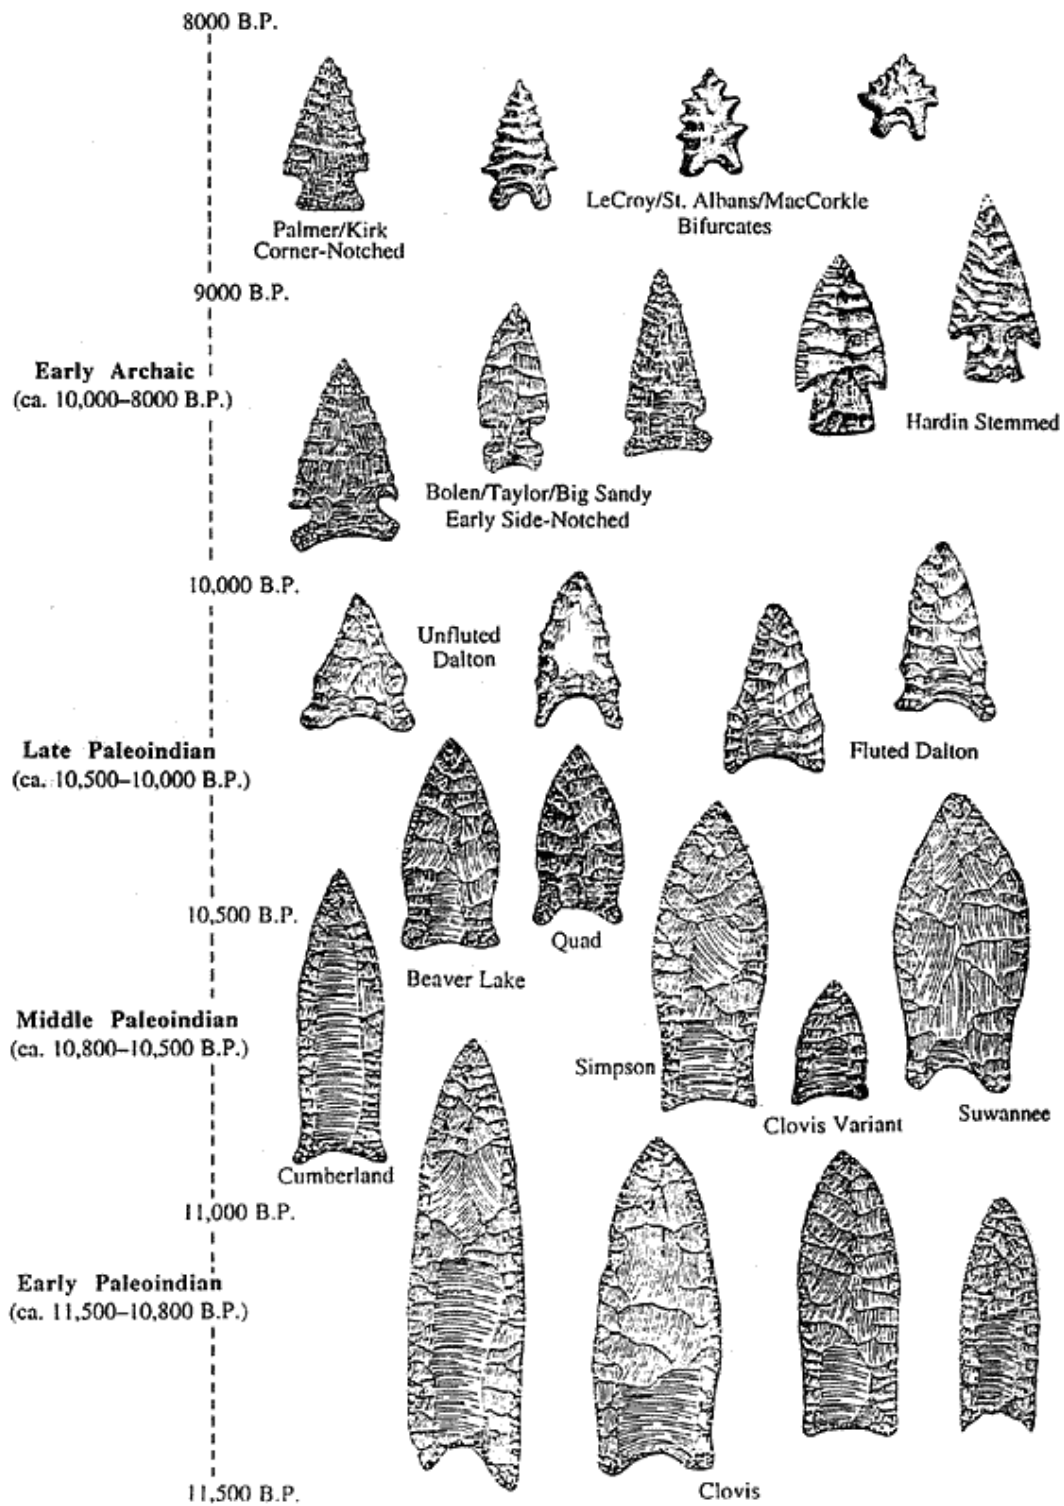 8000 B.P.
Palmer/Kirk
Corner-Notched
LeCroy/St. Albans/MacCorkle
Bifurcates
9000 B.P.
Early Archaic
(ca. 10,000–8000 B.P.)
Hardin Stemmed
Bolen/Taylor/Big Sandy
Early Side-Notched
10,000 B.P.
Unfluted
Dalton
Late Paleoindian
(ca. 10,500–10,000 B.P.)
Fluted Dalton
10,500 B.P.
Quad
Beaver Lake
Middle Paleoindian
(ca. 10,800–10,500 B.P.)
Simpson
Clovis Variant
Suwannee
Cumberland
11,000 B.P.
Early Paleoindian
(ca. 11,500–10,800 B.P.)
Clovis
11,500 B.P.